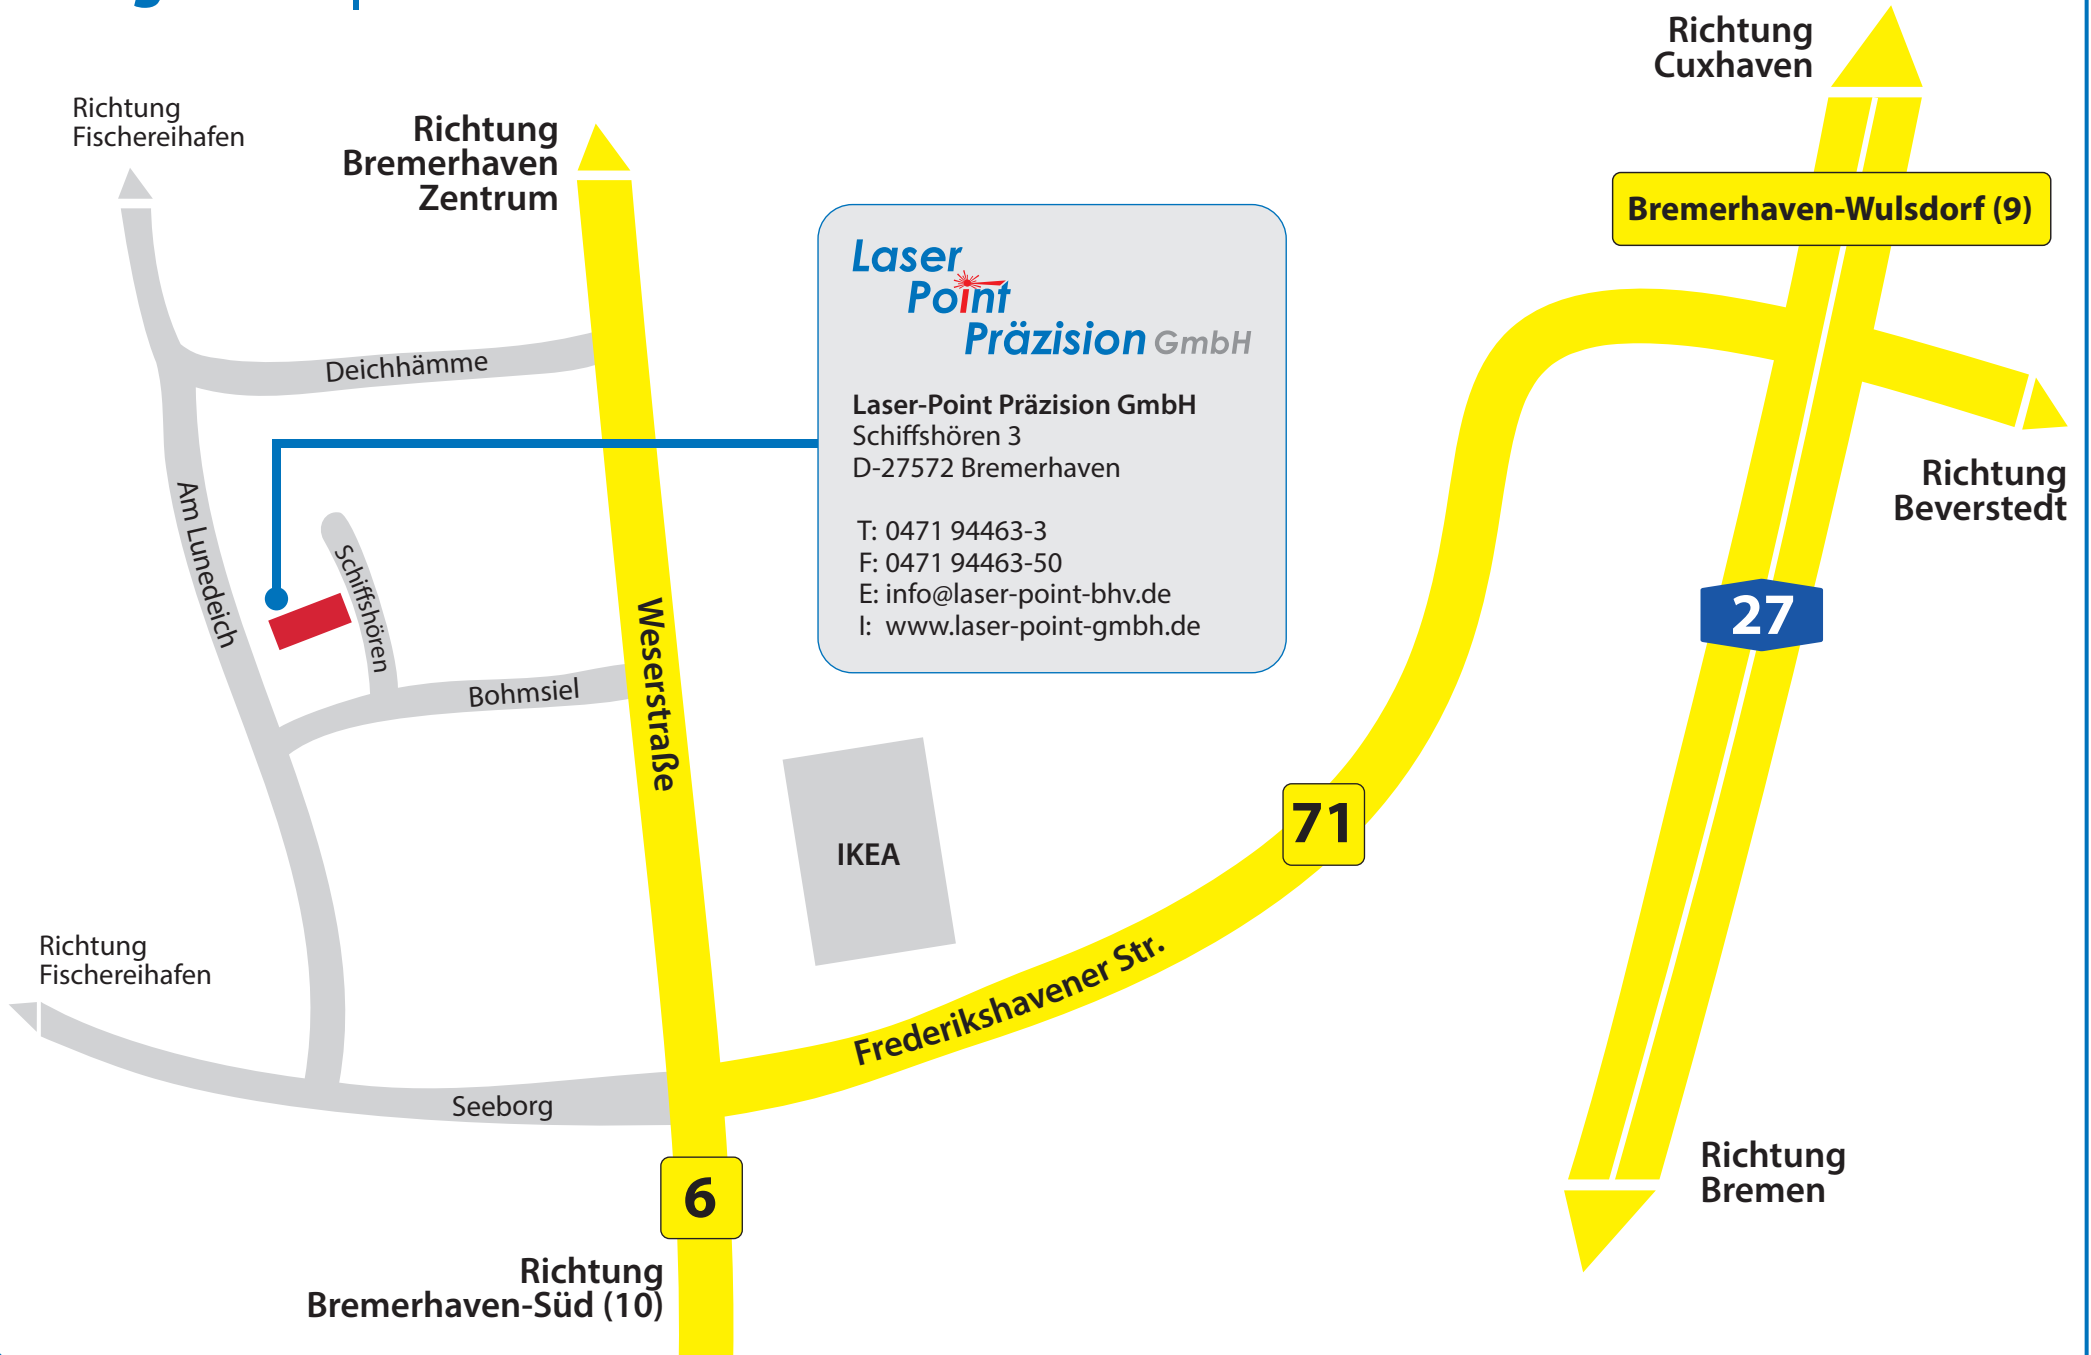 Richtung
Cuxhaven
Richtung
Fischereihafen
Richtung
Bremerhaven
Zentrum
Bremerhaven-Wulsdorf (9)
Laser
Point
Präzision GmbH
Deichhämme
Laser-Point Präzision GmbH
Schiffshören 3
D-27572 Bremerhaven
T: 0471 94463-3
F: 0471 94463-50
E: info@laser-point-bhv.de
I: www.laser-point-gmbh.de
Richtung
Beverstedt
Am Lunedeich
Schiffshören
Weserstraße
27
Bohmsiel
71
IKEA
Richtung
Fischereihafen
Frederikshavener Str.
Seeborg
6
Richtung
Bremen
Richtung
Bremerhaven-Süd (10)